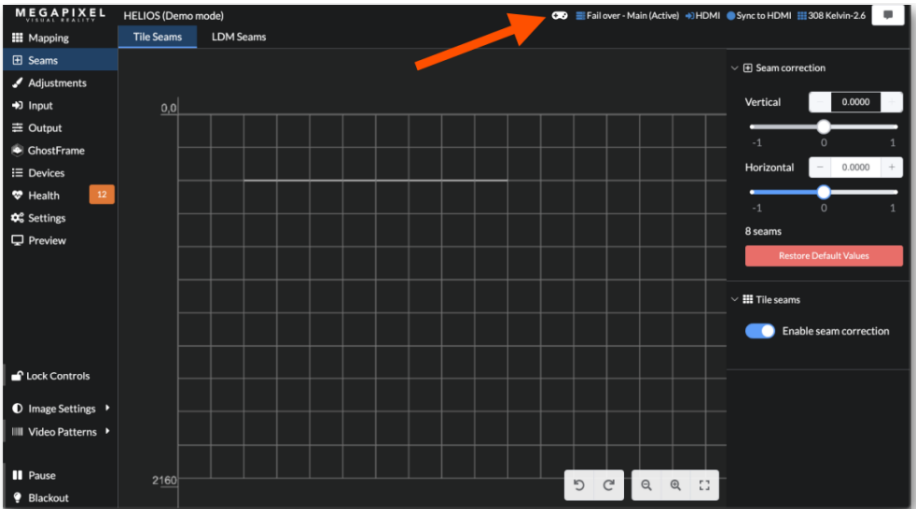 MEGAPIXEL
VISUAL REALITY
HELIOS (Demo mode)
Fail over - Main (Active)
HDMI
Sync to HDMI
308 Kelvin-2.6
Mapping
Seams
Adjustments
Input
Output
GhostFrame
Devices
Health
12
Settings
Preview
Lock Controls
Image Settings
Video Patterns
Pause
Blackout
Tile Seams
LDM Seams
0,0
2160
Seam correction
Vertical
0.0000
-1
0
1
Horizontal
- 0.0000 +
-1
0
1
8 seams
Restore Default Values
Tile seams
Enable seam correction